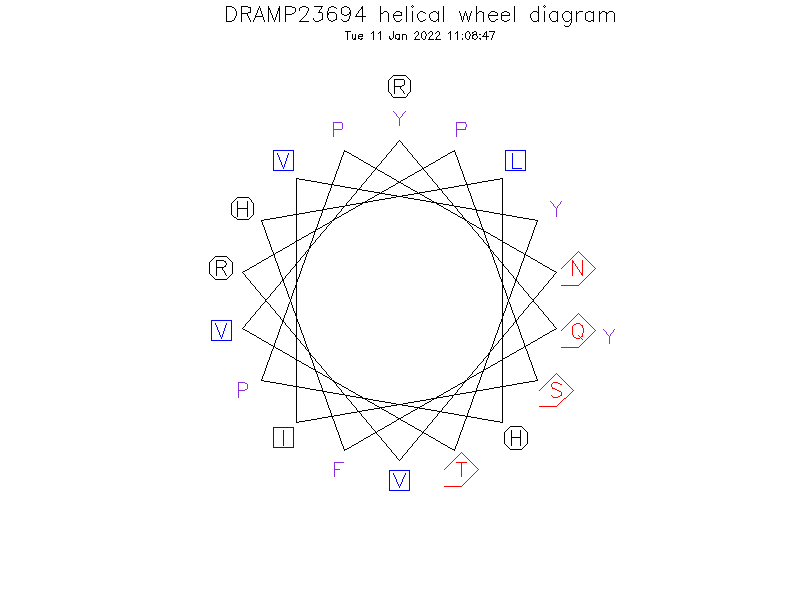 DRAMP23694 helical wheel diagram
Tue 11 Jan 2022 11:08:47
R
Y
P P
V L
H Y
R N
V Q Y
P S
I H
F T
V